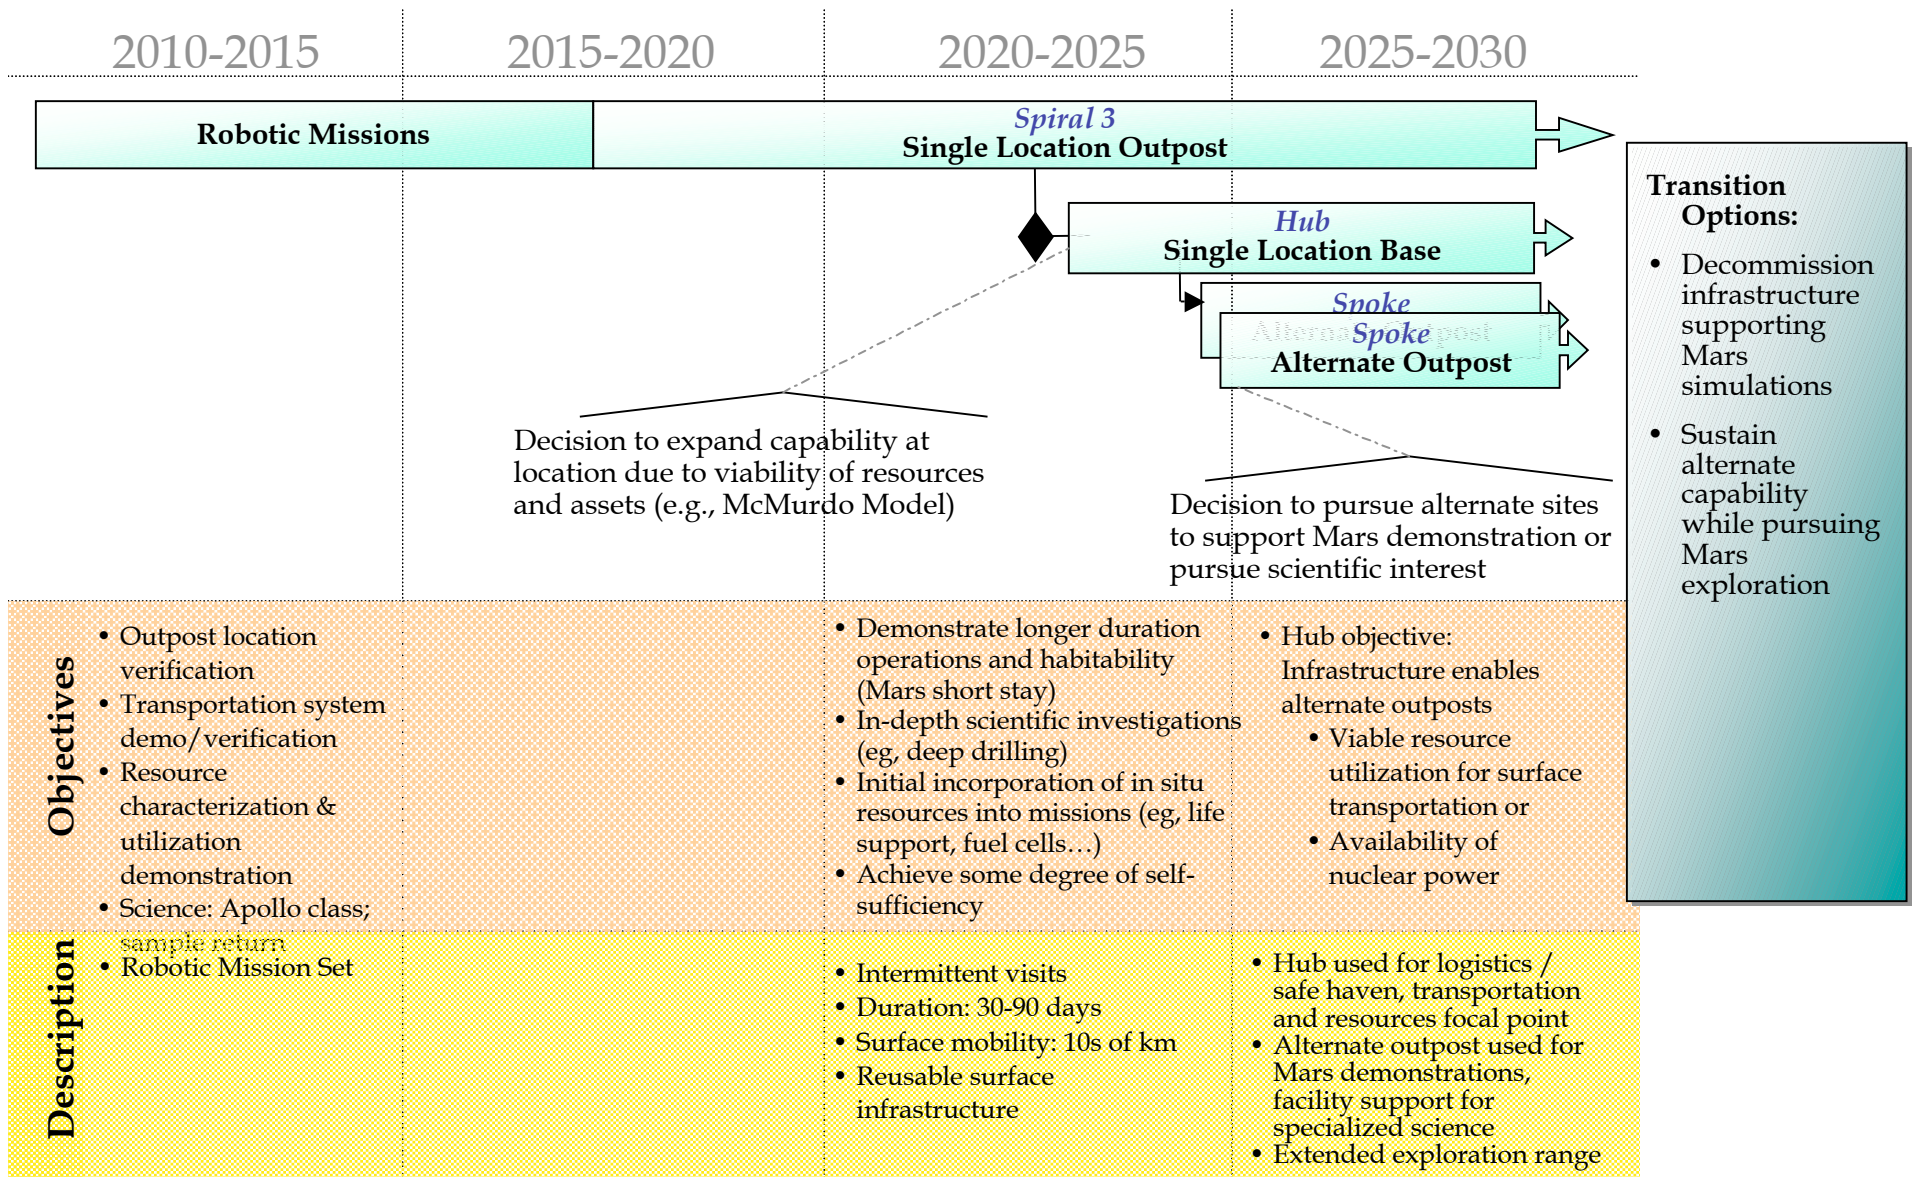 2010-2015
2015-2020
2020-2025
2025-2030
Robotic Missions
Spiral 3
Single Location Outpost
Hub
Single Location Base
Spoke
Alternate Outpost
Spoke
Alternate Outpost
Decision to expand capability at
location due to viability of resources
and assets (e.g., McMurdo Model)
Decision to pursue alternate sites
to support Mars demonstration or
pursue scientific interest
Transition
Options:
• Decommission
infrastructure
supporting
Mars
simulations
• Sustain
alternate
capability
while pursuing
Mars
exploration
Objectives
• Outpost location
verification
• Transportation system
demo/verification
• Resource
characterization &
utilization
demonstration
• Science: Apollo class;
sample return
• Demonstrate longer duration
operations and habitability
(Mars short stay)
• In-depth scientific investigations
(eg, deep drilling)
• Initial incorporation of in situ
resources into missions (eg, life
support, fuel cells…)
• Achieve some degree of self-
sufficiency
• Hub objective:
Infrastructure enables
alternate outposts
• Viable resource
utilization for surface
transportation or
• Availability of
nuclear power
Description
• Robotic Mission Set
• Intermittent visits
• Duration: 30-90 days
• Surface mobility: 10s of km
• Reusable surface
infrastructure
• Hub used for logistics /
safe haven, transportation
and resources focal point
• Alternate outpost used for
Mars demonstrations,
facility support for
specialized science
• Extended exploration range